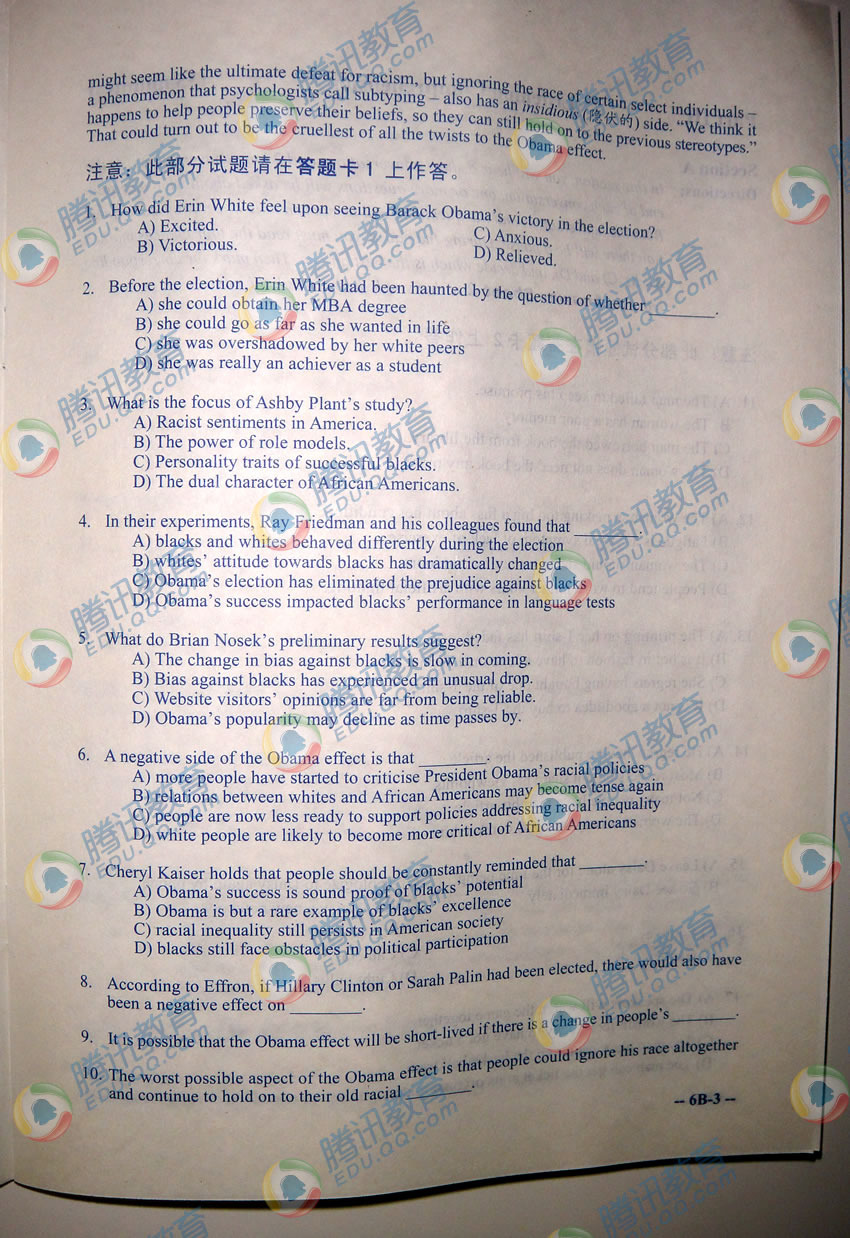 might seem like the ultimate defeat for racism, but ignoring the race of certain select individuals –
a phenomenon that psychologists call subtyping – also has an insidious (隐伏的) side. “We think it
happens to help people preserve their beliefs, so they can still hold on to the previous stereotypes.”
That could turn out to be the cruellest of all the twists to the Obama effect.
注意：此部分试题请在答题卡 1 上作答。
1. How did Erin White feel upon seeing Barack Obama’s victory in the election?
A) Excited. C) Anxious.
B) Victorious. D) Relieved.
2. Before the election, Erin White had been haunted by the question of whether ________.
A) she could obtain her MBA degree
B) she could go as far as she wanted in life
C) she was overshadowed by her white peers
D) she was really an achiever as a student
3. What is the focus of Ashby Plant’s study?
A) Racist sentiments in America.
B) The power of role models.
C) Personality traits of successful blacks.
D) The dual character of African Americans.
4. In their experiments, Ray Friedman and his colleagues found that ________.
A) blacks and whites behaved differently during the election
B) whites’ attitude towards blacks has dramatically changed
C) Obama’s election has eliminated the prejudice against blacks
D) Obama’s success impacted blacks’ performance in language tests
5. What do Brian Nosek’s preliminary results suggest?
A) The change in bias against blacks is slow in coming.
B) Bias against blacks has experienced an unusual drop.
C) Website visitors’ opinions are far from being reliable.
D) Obama’s popularity may decline as time passes by.
6. A negative side of the Obama effect is that ________.
A) more people have started to criticise President Obama’s racial policies
B) relations between whites and African Americans may become tense again
C) people are now less ready to support policies addressing racial inequality
D) white people are likely to become more critical of African Americans
7. Cheryl Kaiser holds that people should be constantly reminded that ________.
A) Obama’s success is sound proof of blacks’ potential
B) Obama is but a rare example of blacks’ excellence
C) racial inequality still persists in American society
D) blacks still face obstacles in political participation
8. According to Effron, if Hillary Clinton or Sarah Palin had been elected, there would also have
been a negative effect on ________.
9. It is possible that the Obama effect will be short-lived if there is a change in people’s ________.
10. The worst possible aspect of the Obama effect is that people could ignore his race altogether
and continue to hold on to their old racial ________.
-- 6B-3 --
腾讯教育
EDU.QQ.COM